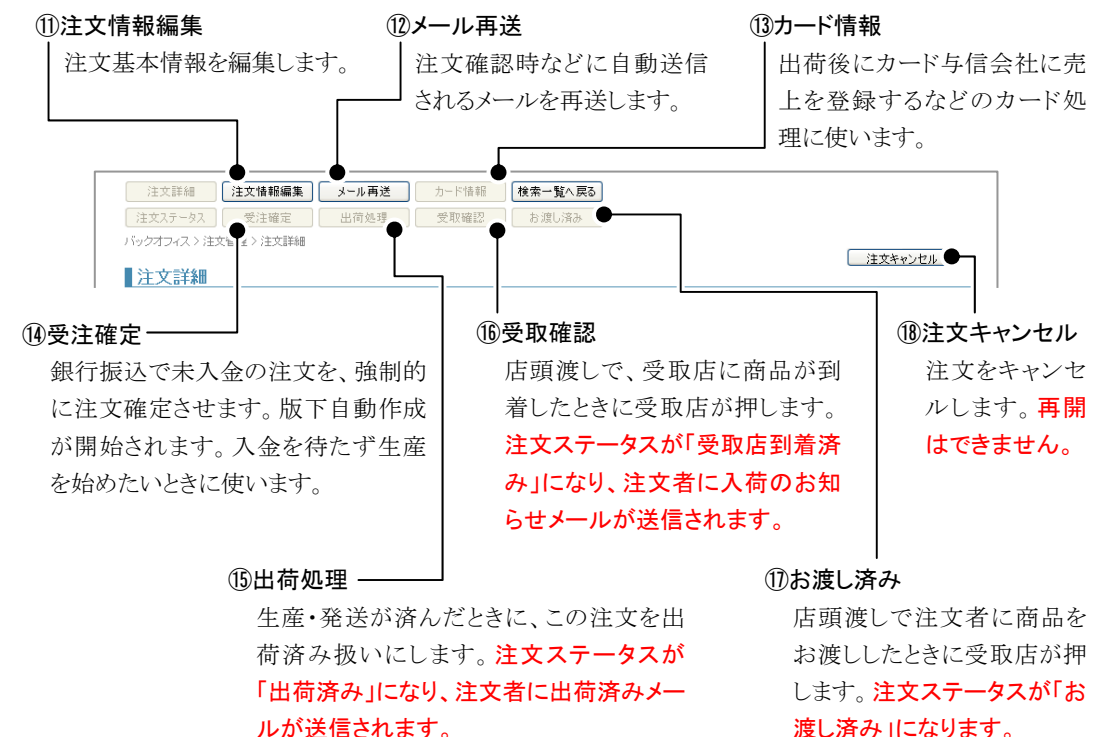 ⑪注文情報編集
注文基本情報を編集します。
⑫メール再送
注文確認時などに自動送信
されるメールを再送します。
⑬カード情報
出荷後にカード与信会社に売
上を登録するなどのカード処
理に使います。
注文詳細 注文情報編集 メール再送 カード情報 検索一覧へ戻る
注文ステータス 受注確定 出荷処理 受取確認 お渡し済み
バックオフィス > 注文管理 > 注文詳細
注文キャンセル
注文詳細
⑭受注確定
銀行振込で未入金の注文を、強制的
に注文確定させます。版下自動作成
が開始されます。入金を待たず生産
を始めたいときに使います。
⑯受取確認
店頭渡しで、受取店に商品が到
着したときに受取店が押します。
注文ステータスが「受取店到着済
み」になり、注文者に入荷のお知
らせメールが送信されます。
⑱注文キャンセル
注文をキャンセ
ルします。再開
はできません。
⑮出荷処理
生産・発送が済んだときに、この注文を出
荷済み扱いにします。注文ステータスが
「出荷済み」になり、注文者に出荷済みメー
ルが送信されます。
⑰お渡し済み
店頭渡しで注文者に商品を
お渡ししたときに受取店が押
します。注文ステータスが「お
渡し済み」になります。